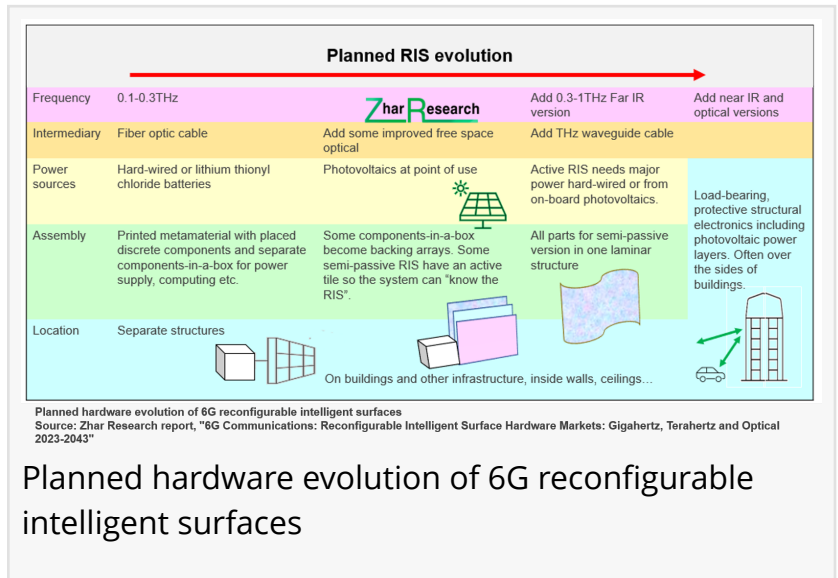 Planned RIS evolution
Frequency
0.1-0.3THz
Zhar Research
Add 0.3-1THz Far IR
version
Add near IR and
optical versions
Intermediary
Fiber optic cable
Add some improved free space
optical
Add THz waveguide cable
Power
sources
Hard-wired or lithium thionyl
chloride batteries
Photovoltaics at point of use
Active RIS needs major
power hard-wired or from
on-board photovoltaics.
Load-bearing,
protective structural
electronics including
photovoltaic power
layers. Often over
the sides of
buildings.
Assembly
Printed metamaterial with placed
discrete components and separate
components-in-a-box for power
supply, computing etc.
Some components-in-a-box
become backing arrays. Some
semi-passive RIS have an active
tile so the system can "know the
RIS".
All parts for semi-passive
version in one laminar
structure
Location
Separate structures
On buildings and other infrastructure, inside walls, ceilings…
Planned hardware evolution of 6G reconfigurable intelligent surfaces
Source: Zhar Research report, "6G Communications: Reconfigurable Intelligent Surface Hardware Markets: Gigahertz, Terahertz and Optical
2023-2043"
Planned hardware evolution of 6G reconfigurable
intelligent surfaces